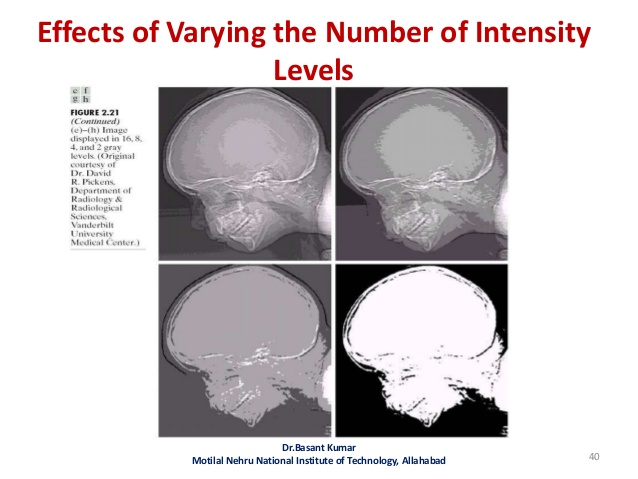 Effects of Varying the Number of Intensity
Levels
e f
g h
FIGURE 2.21
(Continued)
(e)–(h) Image
displayed in 16, 8,
4, and 2 gray
levels. (Original
courtesy of
Dr. David
R. Pickens,
Department of
Radiology &
Radiological
Sciences,
Vanderbilt
University
Medical Center.)
Dr.Basant Kumar
Motilal Nehru National Institute of Technology, Allahabad
40